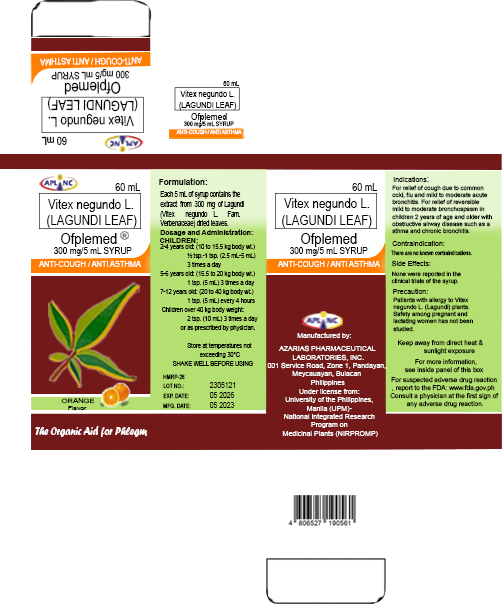 60 mL
Vitex negundo L.
(LAGUNDI LEAF)
Ofplemed
300 mg/5 mL SYRUP
ANTI-COUGH / ANTI ASTHMA
APLINC
60 mL
Vitex negundo L.
(LAGUNDI LEAF)
Ofplemed
300 mg/5 mL SYRUP
ANTI-COUGH/ ANTI ASTHMA
APLINC
60 mL
Vitex negundo L.
(LAGUNDI LEAF)
Ofplemed ®
300 mg/5 mL SYRUP
ANTI-COUGH / ANTI ASTHMA
ORANGE
Flavor
The Organic Aid for Phlegm
Formulation:
Each 5 mL of syrup contains the
extract from 300 mg of Lagundi
(Vitex negundo L. Fam.
Verbenaceae) dried leaves.
Dosage and Administration:
CHILDREN:
2-4 years old: (10 to 15.5 kg body wt.)
½ tsp.-1 tsp. (2.5 mL-5 mL)
3 times a day
5-6 years old: (15.5 to 20 kg body wt.)
1 tsp. (5 mL) 3 times a day
7-12 years old: (20 to 40 kg body wt.)
1 tsp. (5 mL) every 4 hours
Children over 40 kg body weight:
2 tsp. (10 mL) 3 times a day
or as prescribed by physician.
Store at temperatures not
exceeding 30°C
SHAKE WELL BEFORE USING
HMRP-26
LOT NO.: 2305121
EXP. DATE: 05 2026
MFG. DATE: 05 2023
60 mL
Vitex negundo L.
(LAGUNDI LEAF)
Ofplemed
300 mg/5 mL SYRUP
ANTI-COUGH / ANTI ASTHMA
APLINC
Manufactured by:
AZARIAS PHARMACEUTICAL
LABORATORIES, INC.
001 Service Road, Zone 1, Pandayan,
Meycauayan, Bulacan
Philippines
Under license from:
University of the Philippines,
Manila (UPM)-
National Integrated Research
Program on
Medicinal Plants (NIRPROMP)
Indications:
For relief of cough due to common
cold, flu and mild to moderate acute
bronchitis. For relief of reversible
mild to moderate bronchospasm in
children 2 years of age and older with
obstructive airway disease such as a
sthma and chronic bronchitis.
Contraindication:
There are no known contraindications.
Side Effects:
None were reported in the
clinical trials of the syrup.
Precaution:
Patients with allergy to Vitex
negundo L. (Lagundi) plants.
Safety among pregnant and
lactating women has not been
studied.
Keep away from direct heat &
sunlight exposure
For more information,
see inside panel of this box
For suspected adverse drug reaction
, report to the FDA: www.fda.gov.ph
Consult a physician at the first sign of
any adverse drug reaction.
4 806527 190561